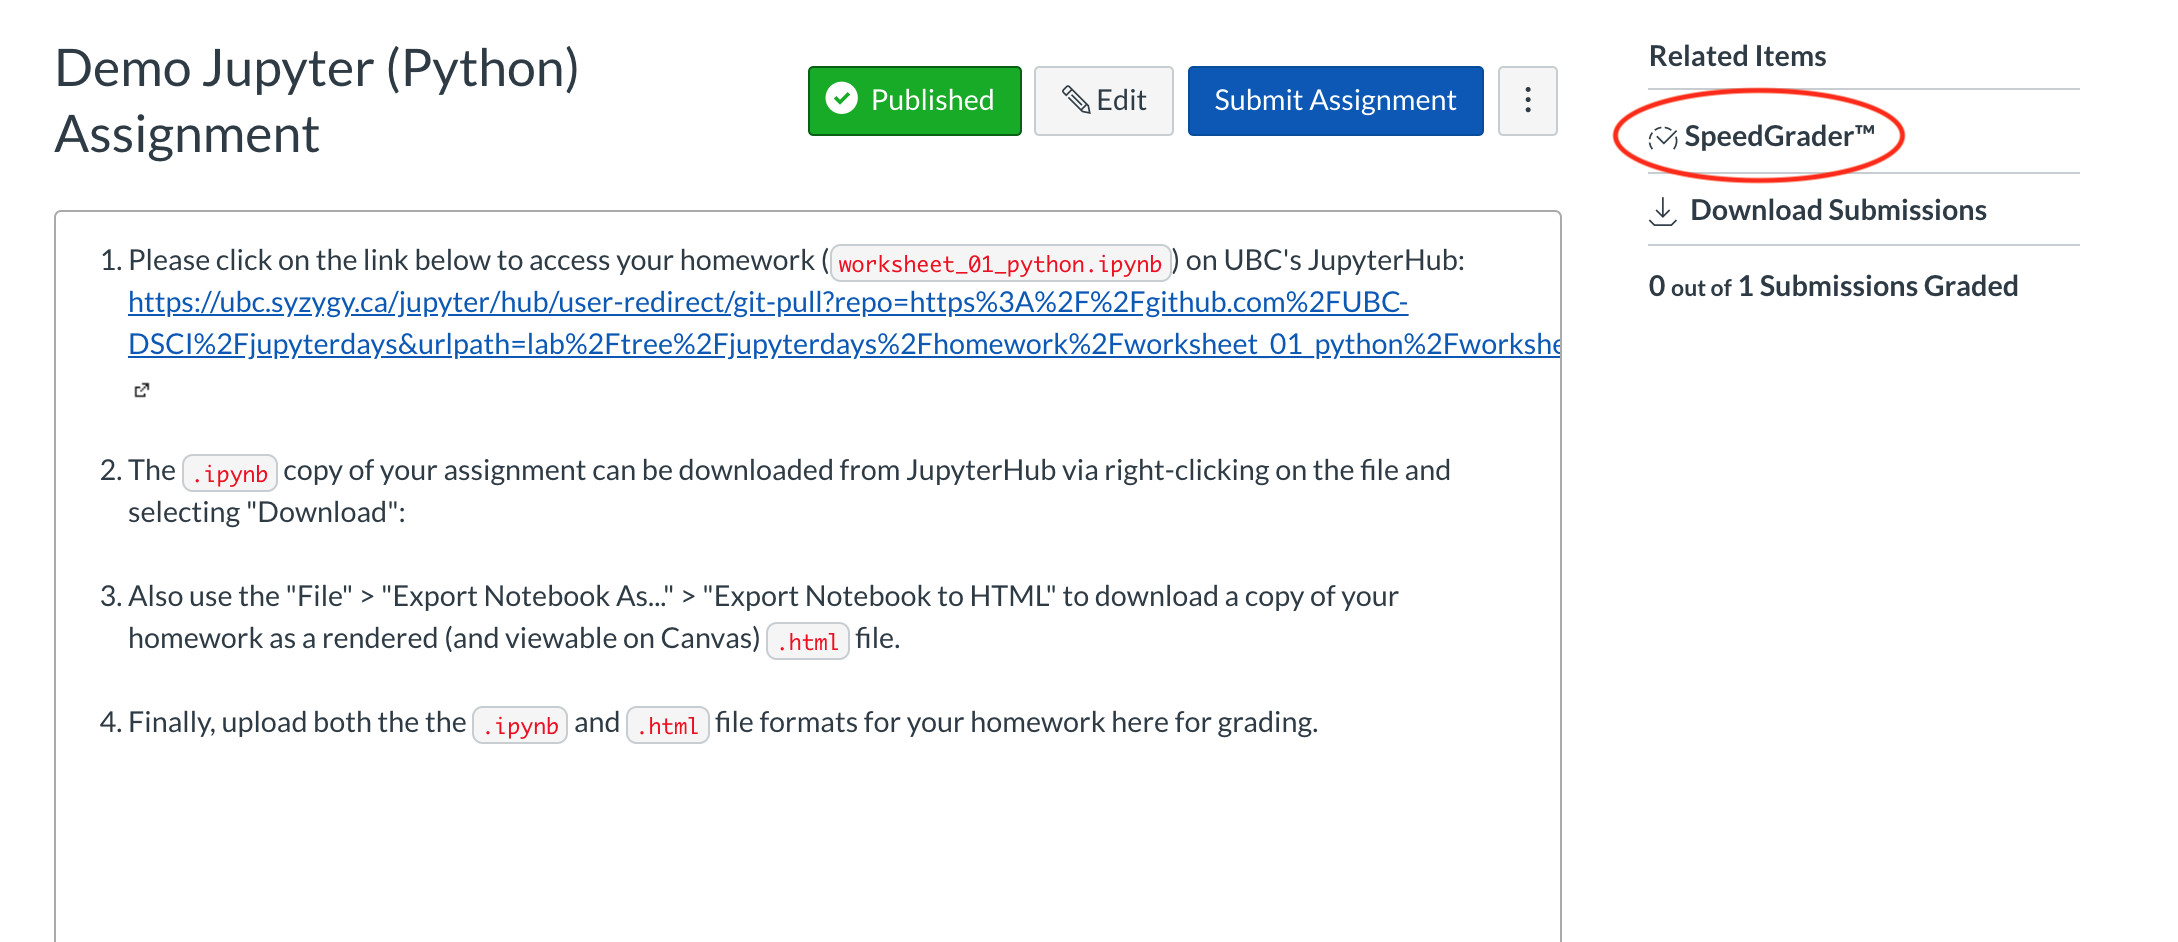 Demo Jupyter (Python)
Assignment
Published
Edit
Submit Assignment
1. Please click on the link below to access your homework (worksheet_01_python.ipynb) on UBC's JupyterHub:
https://ubc.syzygy.ca/jupyter/hub/user-redirect/git-pull?repo=https%3A%2F%2Fgithub.com%2FUBC-
DSCI%2Fjupyterdays&urlpath=lab%2Ftree%2Fjupyterdays%2Fhomework%2Fworksheet_01_python%2Fworkshe
2. The .ipynb copy of your assignment can be downloaded from JupyterHub via right-clicking on the file and
selecting "Download":
3. Also use the "File" > "Export Notebook As..." > "Export Notebook to HTML" to download a copy of your
homework as a rendered (and viewable on Canvas) .html file.
4. Finally, upload both the the .ipynb and .html file formats for your homework here for grading.
Related Items
SpeedGrader™
Download Submissions
0 out of 1 Submissions Graded